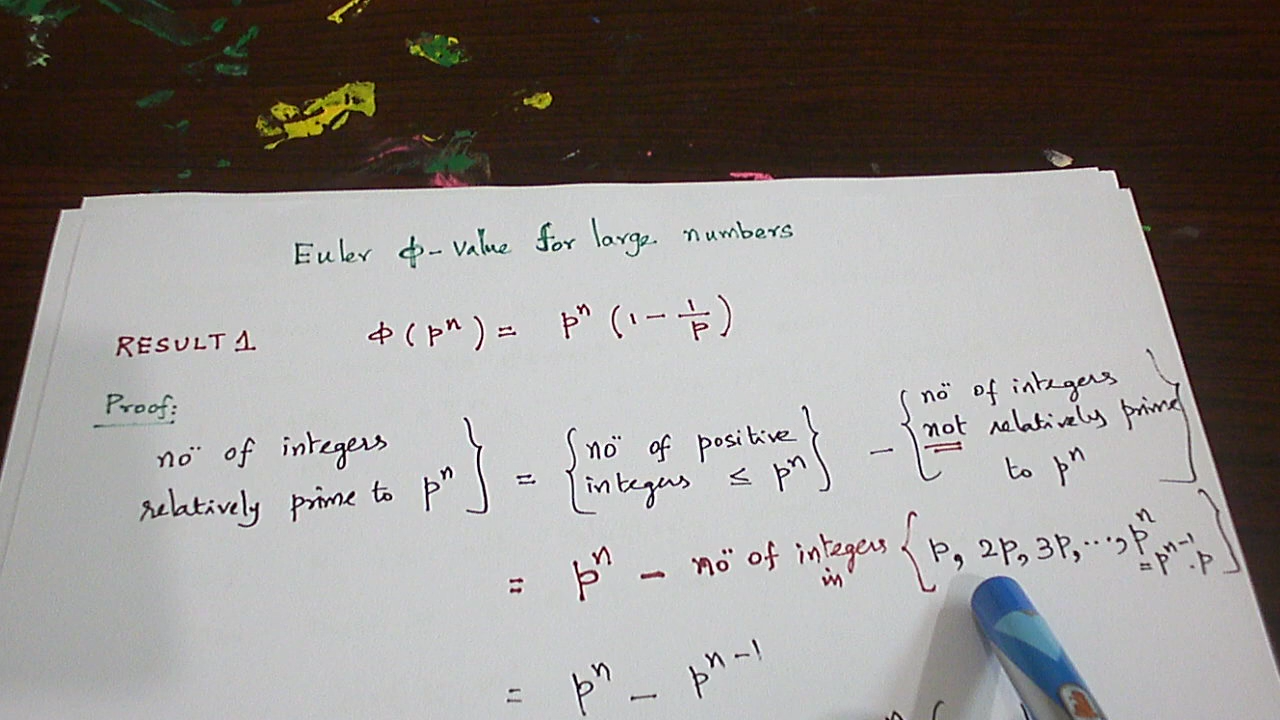 Euler ϕ-value for large numbers
RESULT 1 ϕ(pⁿ) = pⁿ (1 - 1/p)
Proof:
no͏̈ of integers relatively prime to pⁿ } = { no͏̈ of positive integers ≤ pⁿ } - { no͏̈ of integers not relatively prime to pⁿ }
= pⁿ - no͏̈ of integers in { p, 2p, 3p, ..., pⁿ = pⁿ⁻¹.p }
= pⁿ - pⁿ⁻¹